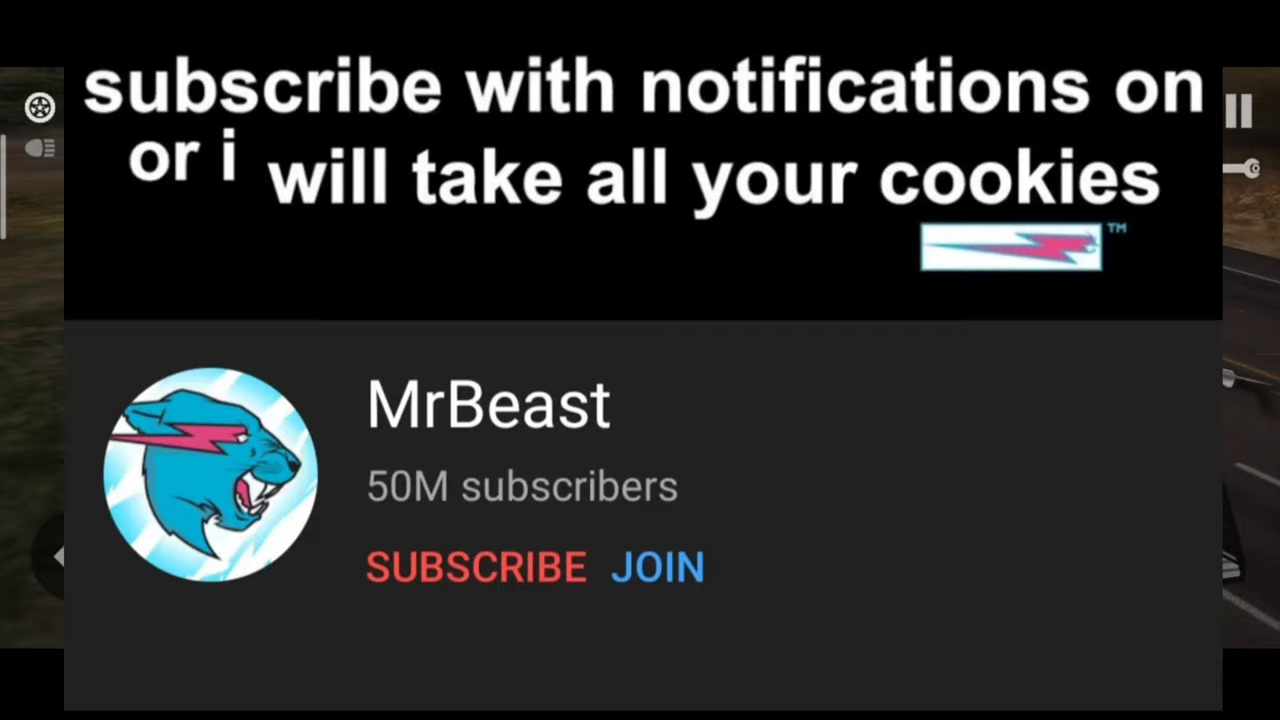 subscribe with notifications on
or i will take all your cookies
TM
MrBeast
50M subscribers
SUBSCRIBE JOIN